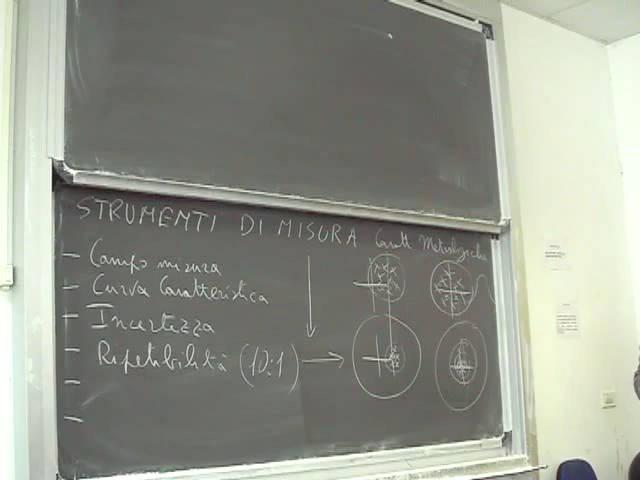 STRUMENTI DI MISURA Caratt. Metrologiche
- Campo misura
- Curva Caratteristica
- Incertezza
- Ripetibilità (10:1)
-
-